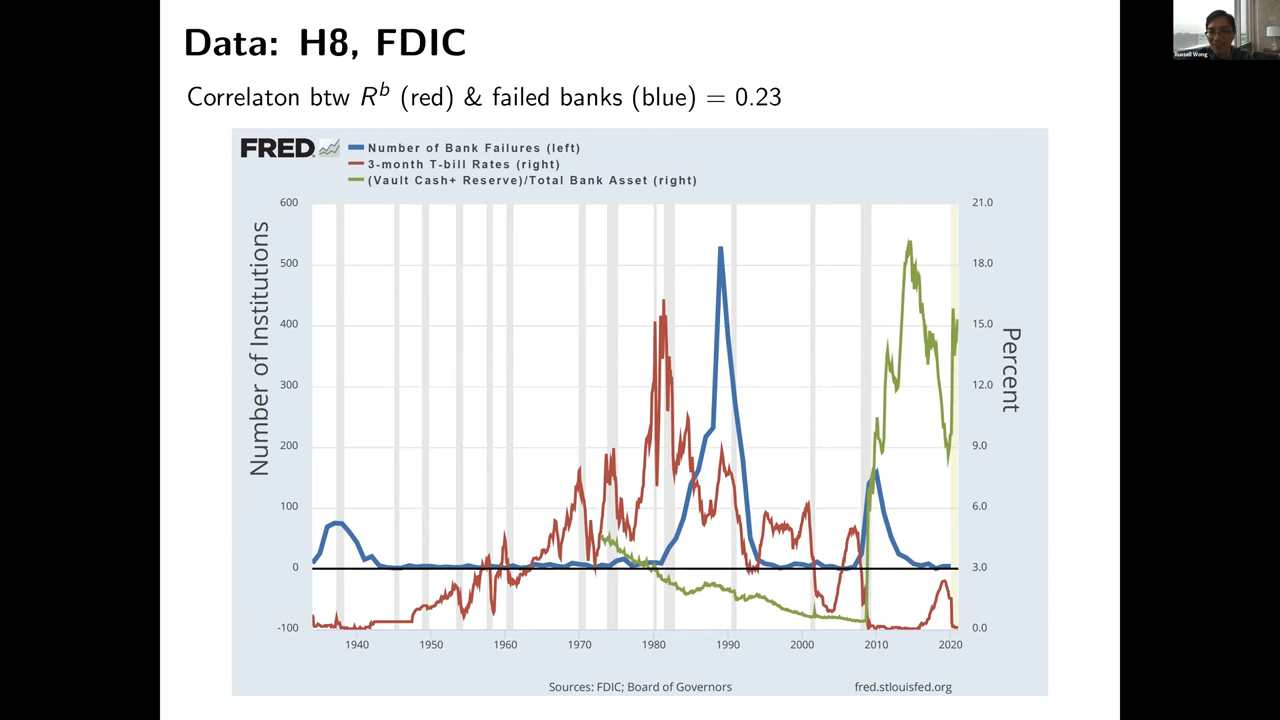 Data: H8, FDIC
Russell Wong
Correlaton btw R^b (red) & failed banks (blue) = 0.23
FRED
Number of Bank Failures (left)
3-month T-bill Rates (right)
(Vault Cash+ Reserve)/Total Bank Asset (right)
600 21.0
500 18.0
400 15.0
300 12.0
200 9.0
100 6.0
0 3.0
-100 0.0
Number of Institutions
Percent
1940 1950 1960 1970 1980 1990 2000 2010 2020
Sources: FDIC; Board of Governors fred.stlouisfed.org